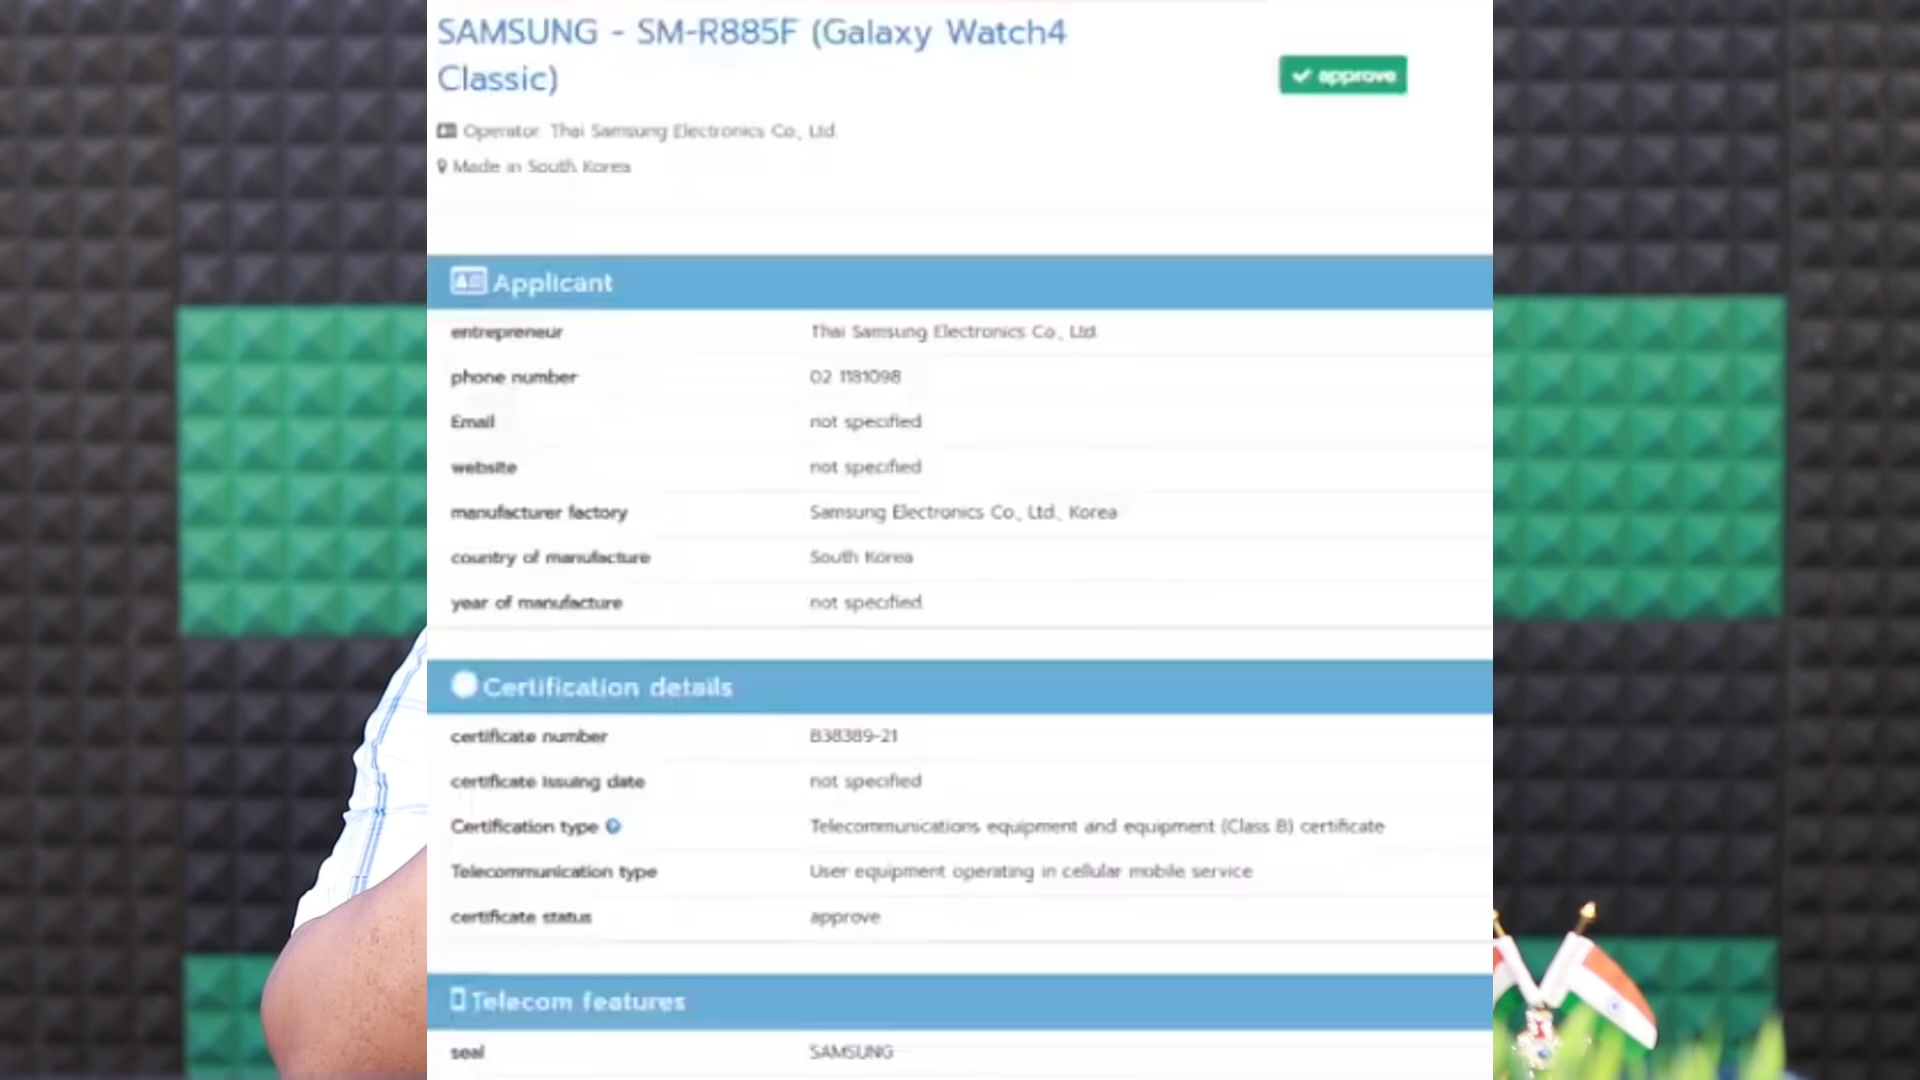 SAMSUNG - SM-R885F (Galaxy Watch4
Classic)
approve
Operator: Thai Samsung Electronics Co., Ltd.
Made in South Korea
Applicant
entrepreneur Thai Samsung Electronics Co., Ltd.
phone number 02 1181098
Email not specified
website not specified
manufacturer factory Samsung Electronics Co., Ltd., Korea
country of manufacture South Korea
year of manufacture not specified
Certification details
certificate number B38389-21
certificate issuing date not specified
Certification type Telecommunications equipment and equipment (Class B) certificate
Telecommunication type User equipment operating in cellular mobile service
certificate status approve
Telecom features
seal SAMSUNG